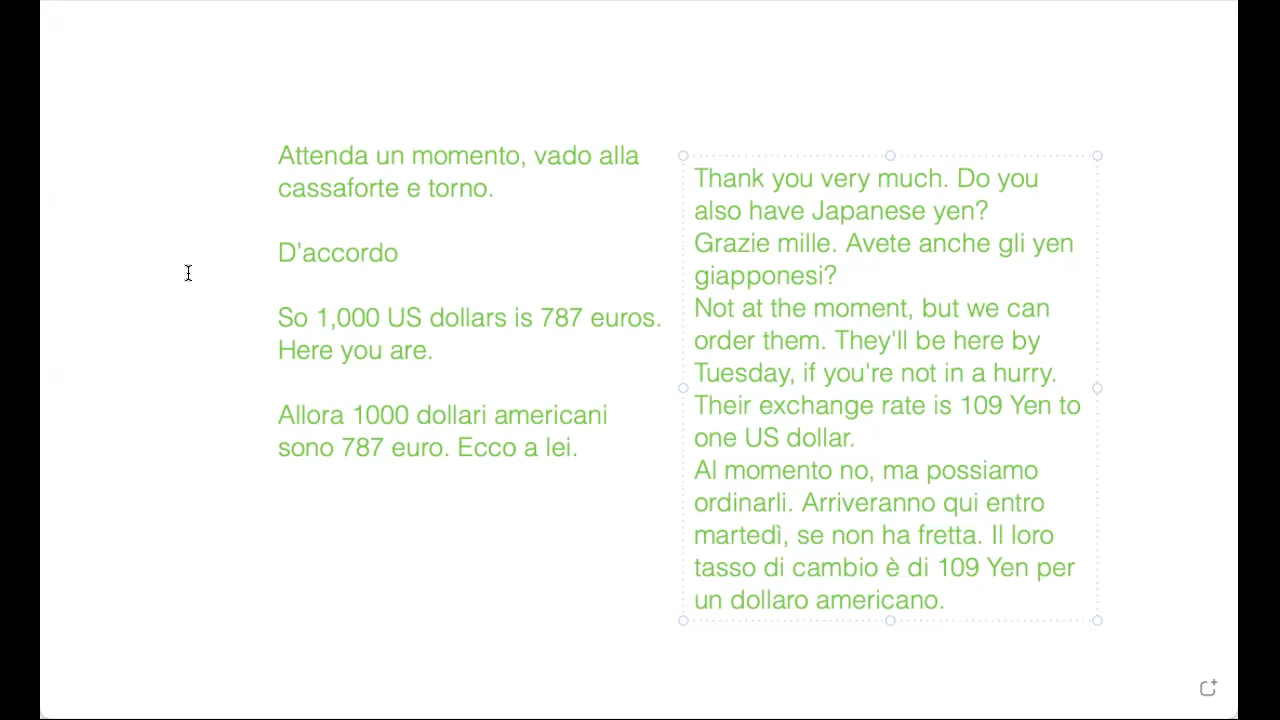 Attenda un momento, vado alla
cassaforte e torno.
D'accordo
So 1,000 US dollars is 787 euros.
Here you are.
Allora 1000 dollari americani
sono 787 euro. Ecco a lei.
Thank you very much. Do you
also have Japanese yen?
Grazie mille. Avete anche gli yen
giapponesi?
Not at the moment, but we can
order them. They'll be here by
Tuesday, if you're not in a hurry.
Their exchange rate is 109 Yen to
one US dollar.
Al momento no, ma possiamo
ordinarli. Arriveranno qui entro
martedì, se non ha fretta. Il loro
tasso di cambio è di 109 Yen per
un dollaro americano.